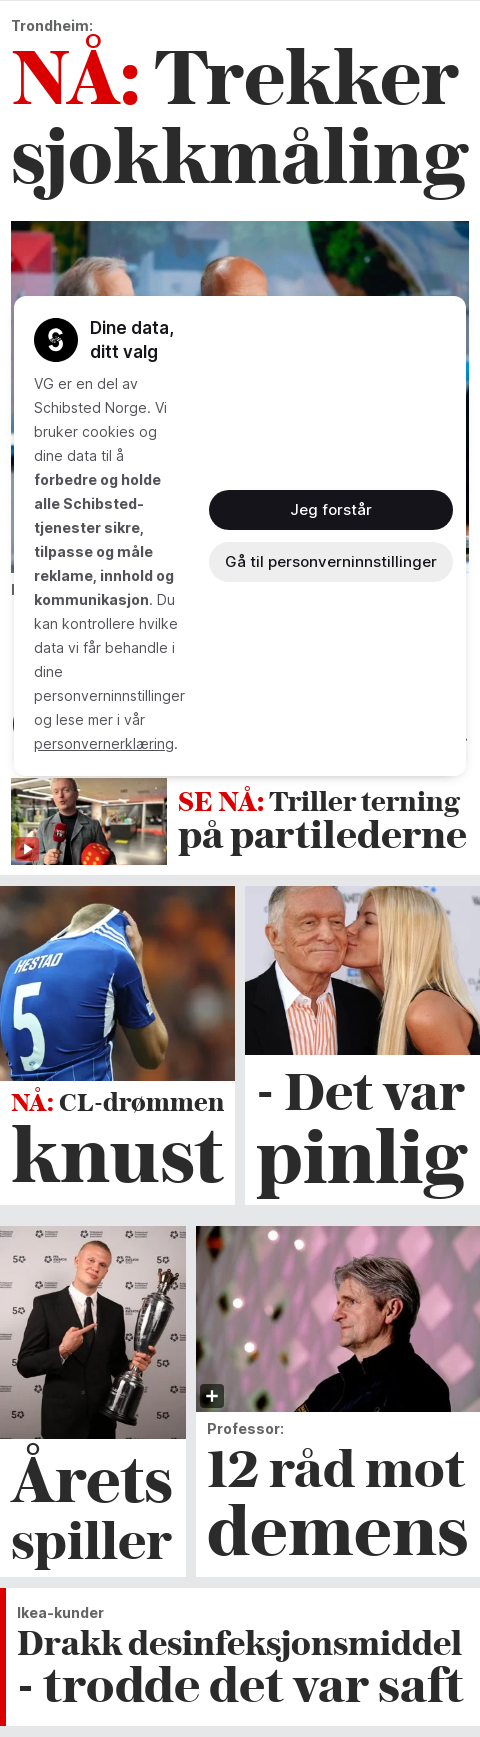 Trondheim:
NÅ: Trekker
sjokkmåling
Dine data,
ditt valg
VG er en del av
Schibsted Norge. Vi
bruker cookies og
dine data til å
forbedre og holde
alle Schibsted-
tjenester sikre,
tilpasse og måle
reklame, innhold og
kommunikasjon. Du
kan kontrollere hvilke
data vi får behandle i
dine
personverninnstillinger
og lese mer i vår
personvernerklæring.
Jeg forstår
Gå til personverninnstillinger
SE NÅ: Triller terning
på partilederne
HESTAD
5
NÅ: CL-drømmen
knust
- Det var
pinlig
50
50
50
50
Årets
spiller
Professor:
12 råd mot
demens
Ikea-kunder
Drakk desinfeksjonsmiddel
- trodde det var saft